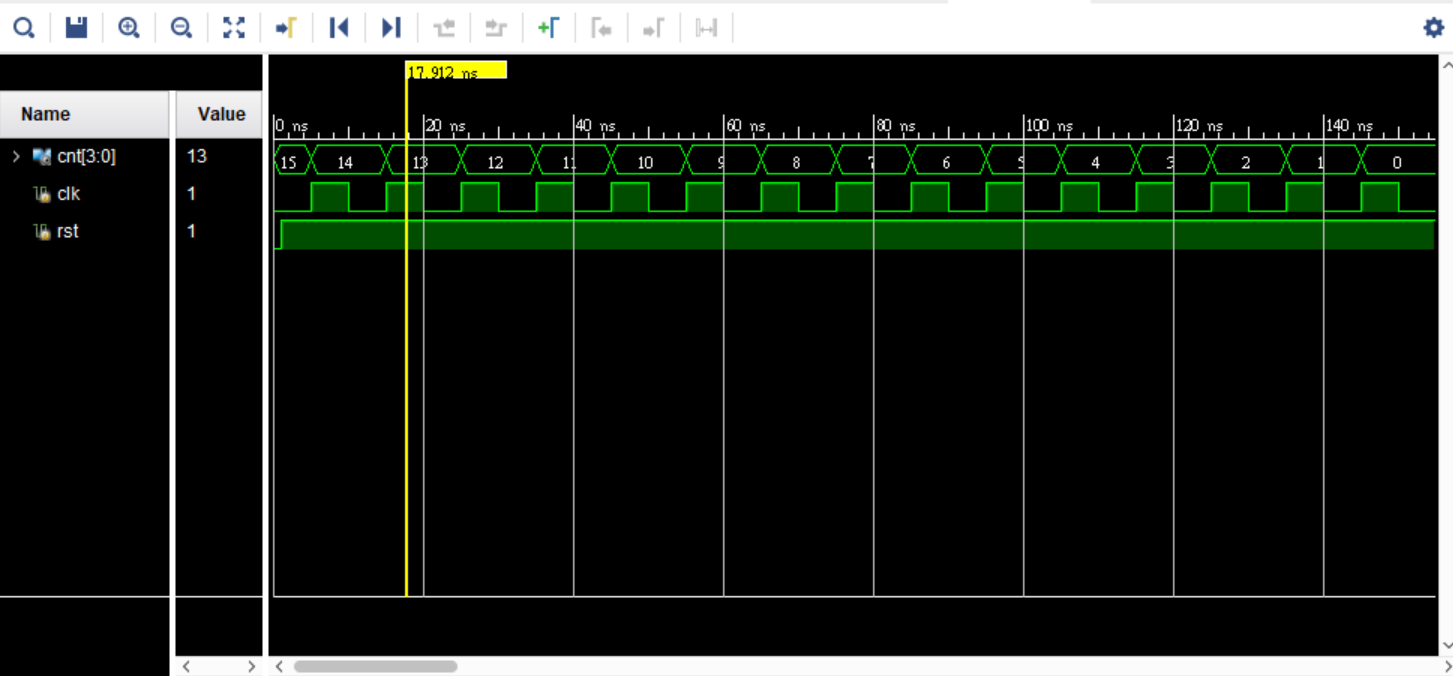 17.912 ns
Name
Value
0 ns 20 ns 40 ns 60 ns 80 ns 100 ns 120 ns 140 ns
cnt[3:0] 13 15 14 13 12 11 10 9 8 7 6 5 4 3 2 1 0
clk 1
rst 1